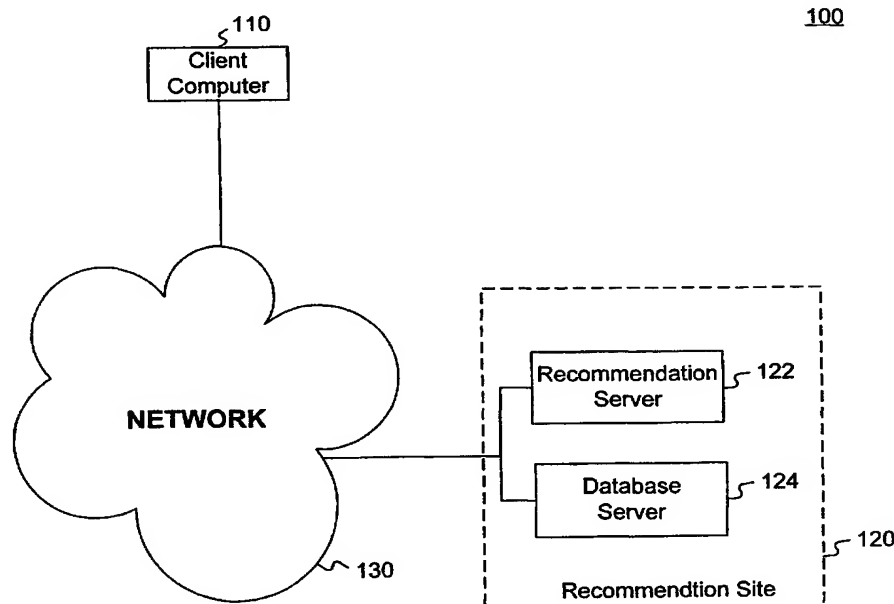 100
110
Client
Computer
Recommendation
Server
122
NETWORK
Database
Server
124
120
130
Recommendtion Site